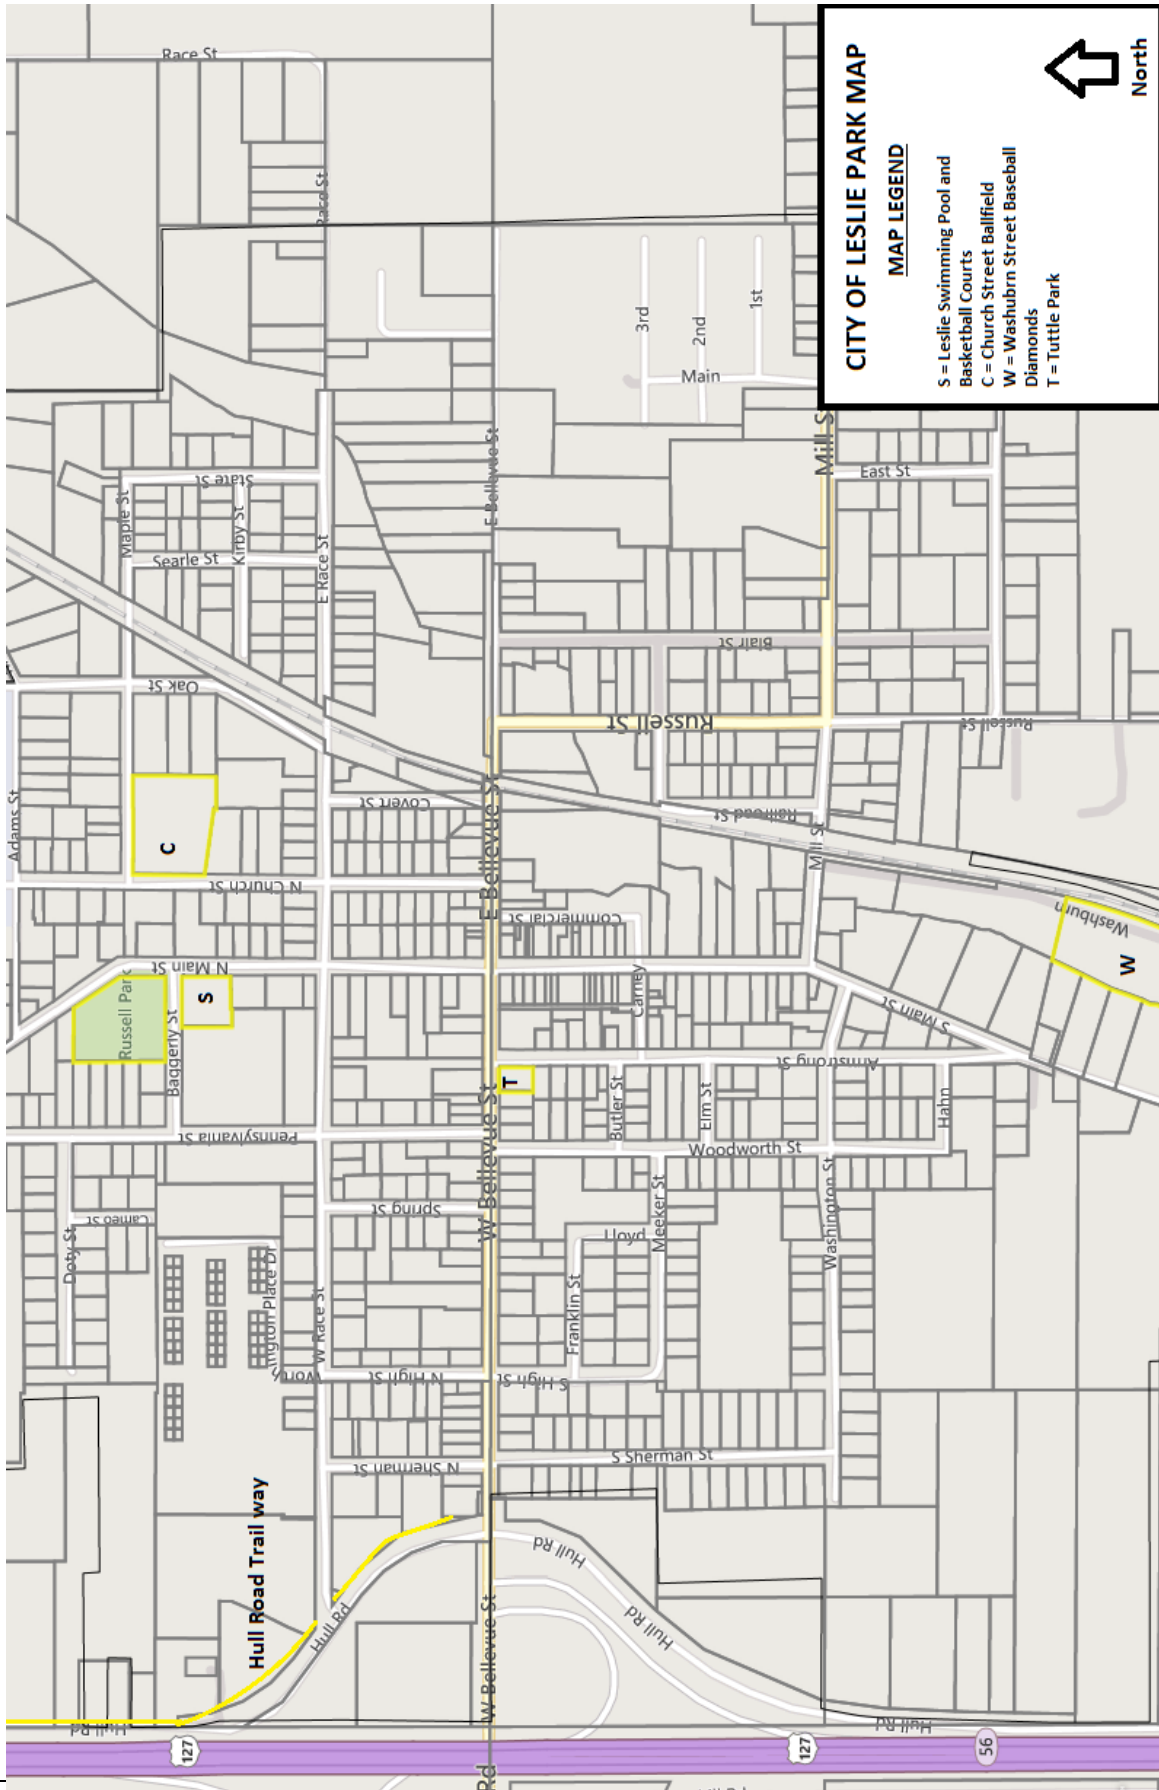 CITY OF LESLIE PARK MAP
MAP LEGEND
S = Leslie Swimming Pool and
Basketball Courts
C = Church Street Ballfield
W = Washubrn Street Baseball
Diamonds
T = Tuttle Park
North
Race St
Race St
3rd
2nd
1st
Main
Mill S
East St
State St
Maple St
Kirby St
Searle St
E Race St
E Bellevue St
Blair St
Oak St
Russell St
Russell St
Adams St
C
Covert St
E Bellevue St
Railroad St
Mill St
N Church St
Commercial St
Washburn
W
N Main St
Russell Park
S
Baggerly St
Carney
S Main St
Armstrong St
T
W Bellevue St
Butler St
Elm St
Hahn
Pennsylvania St
Woodworth St
Cameo St
Doty St
Spring St
Lloyd
Meeker St
Washington St
ington Place Dr
Worth
W Race St
Franklin St
N High St
S High St
N Sherman St
S Sherman St
Hull Road Trail way
Hull Rd
Hull Rd
Hull Rd
W Bellevue St
Hull Rd
Hull Rd
127
127
56
Rd